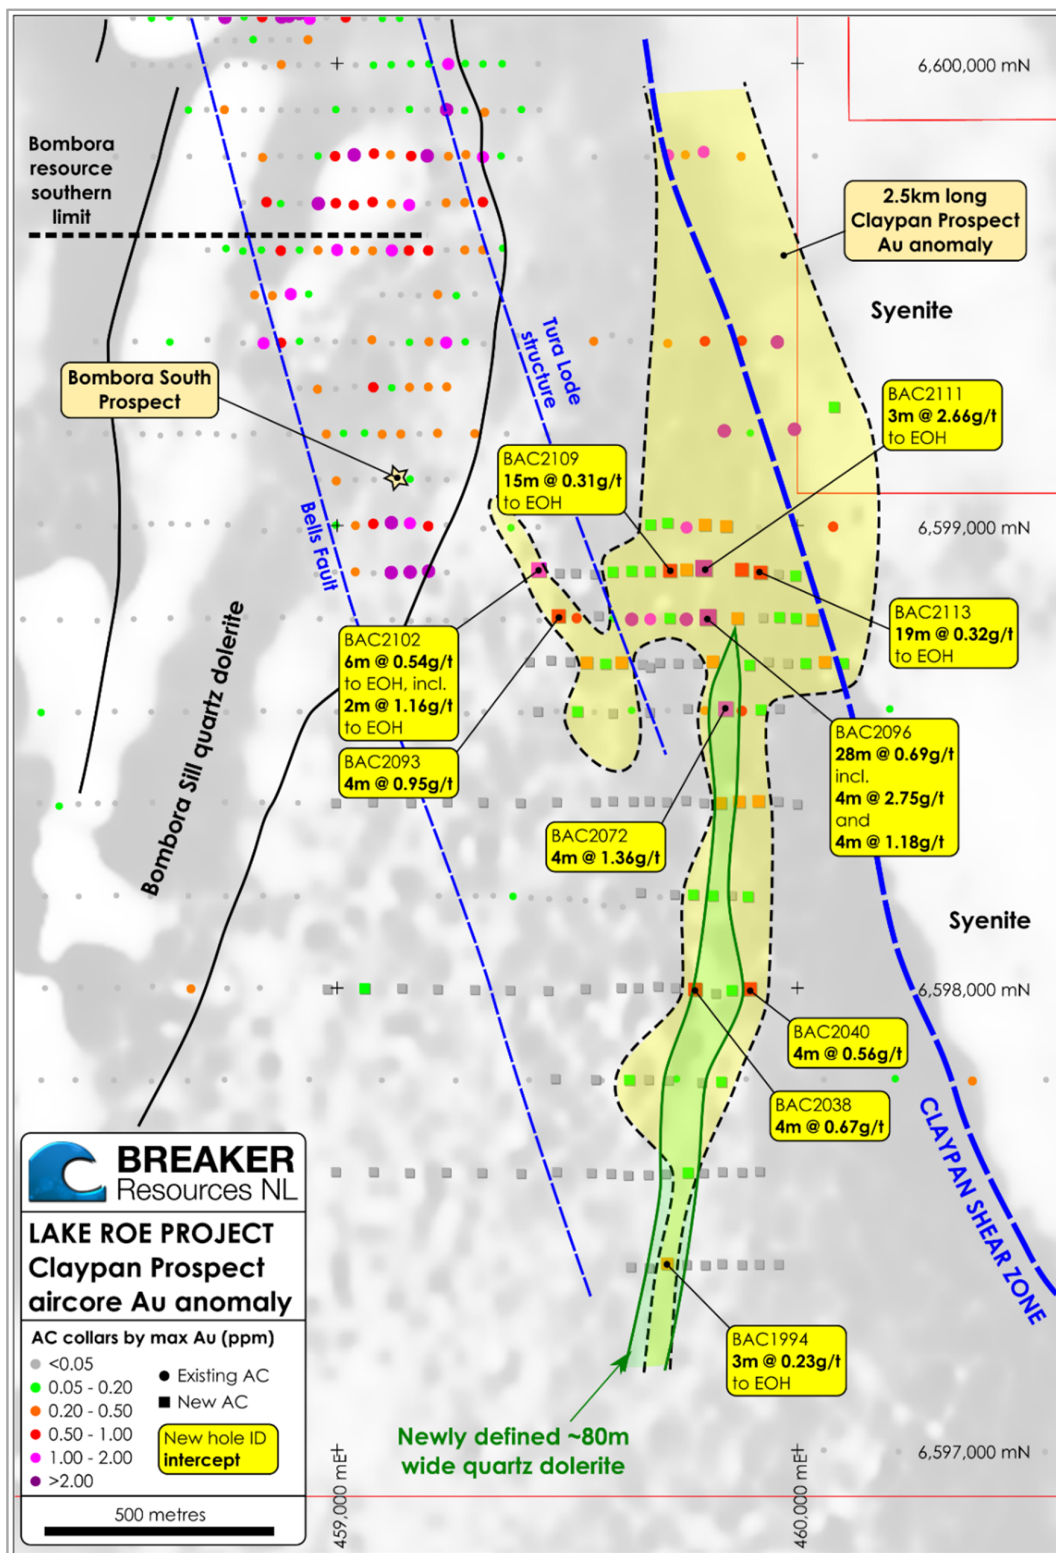 6,600,000 mN
Bombora
resource
southern
limit
2.5km long
Claypan Prospect
Au anomaly
Syenite
Tura Lode
structure
Bombora South
Prospect
BAC2111
3m @ 2.66g/t
to EOH
BAC2109
15m @ 0.31g/t
to EOH
Bells Fault
6,599,000 mN
Bombora Sill quartz dolerite
BAC2102
6m @ 0.54g/t
to EOH, incl.
2m @ 1.16g/t
to EOH
BAC2113
19m @ 0.32g/t
to EOH
BAC2093
4m @ 0.95g/t
BAC2096
28m @ 0.69g/t
incl.
4m @ 2.75g/t
and
4m @ 1.18g/t
BAC2072
4m @ 1.36g/t
Syenite
6,598,000 mN
BAC2040
4m @ 0.56g/t
BAC2038
4m @ 0.67g/t
CLAYPAN SHEAR ZONE
BAC1994
3m @ 0.23g/t
to EOH
Newly defined ~80m
wide quartz dolerite
6,597,000 mN
459,000 mE
460,000 mE
BREAKER
Resources NL
LAKE ROE PROJECT
Claypan Prospect
aircore Au anomaly
AC collars by max Au (ppm)
<0.05
0.05 - 0.20
0.20 - 0.50
0.50 - 1.00
1.00 - 2.00
>2.00
Existing AC
New AC
New hole ID
intercept
500 metres